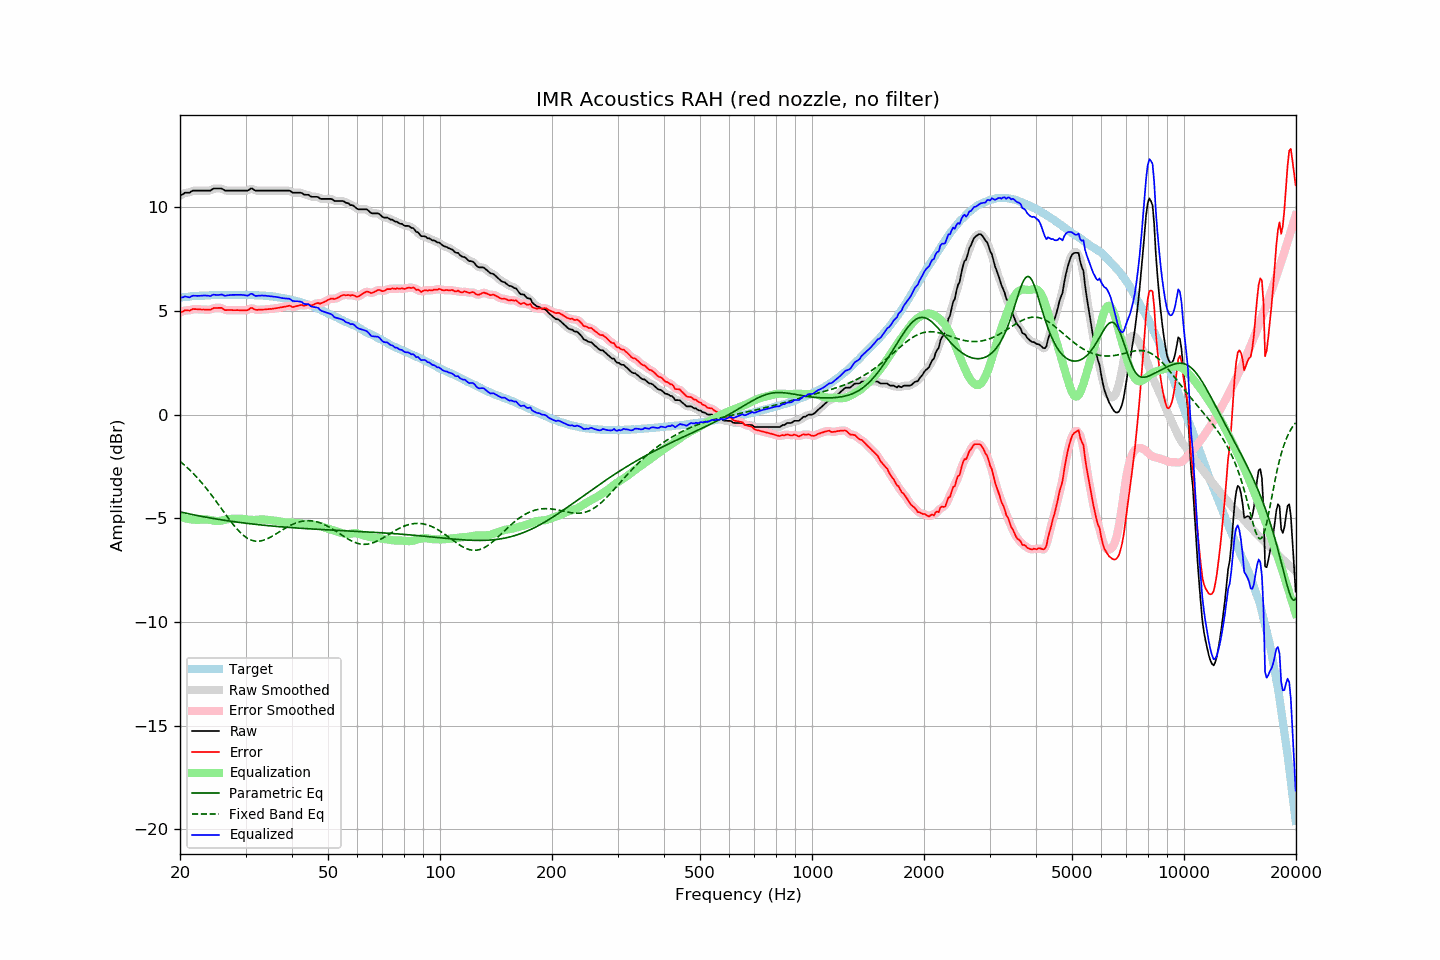 IMR Acoustics RAH (red nozzle, no filter)
10
5
0
−5
−10
−15
−20
Amplitude (dBr)
Target
Raw Smoothed
Error Smoothed
Raw
Error
Equalization
Parametric Eq
Fixed Band Eq
Equalized
20 50 100 200 500 1000 2000 5000 10000 20000
Frequency (Hz)